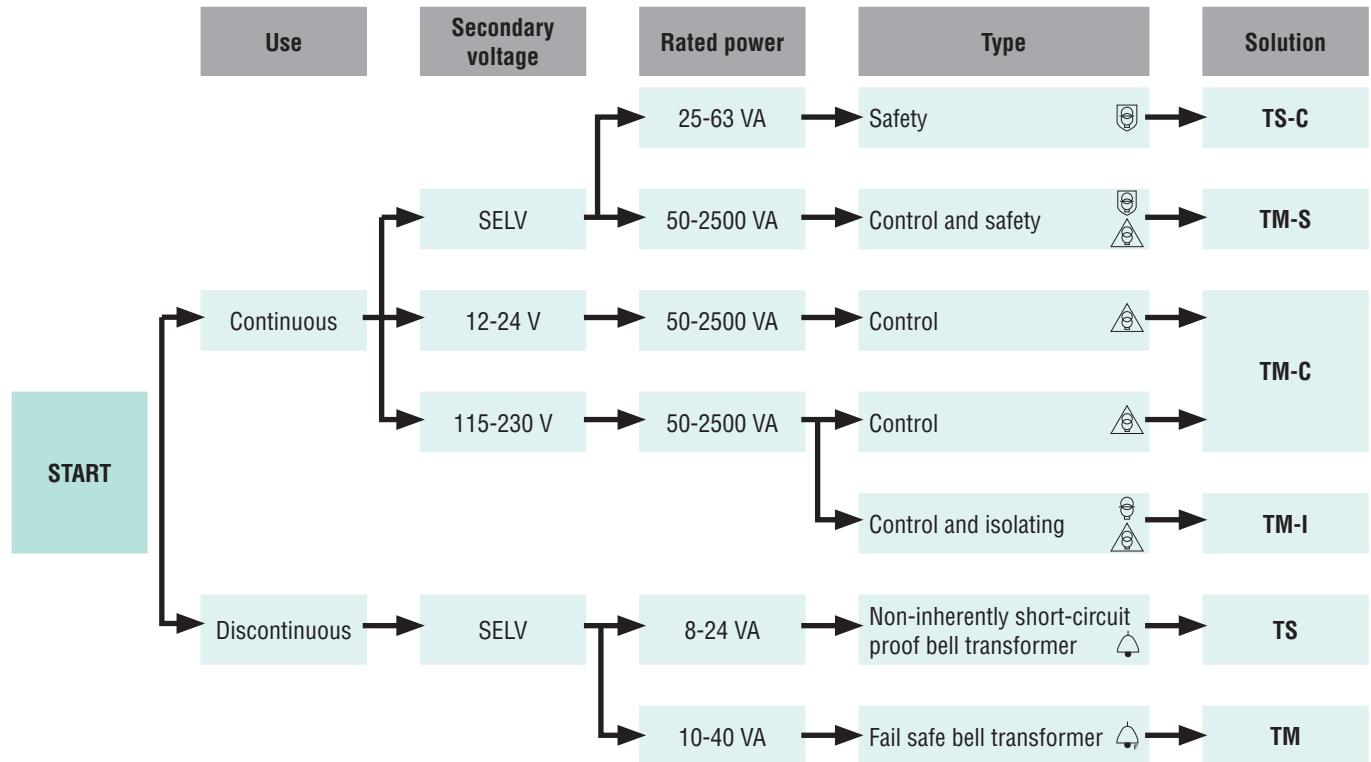 Use
Secondary
voltage
Rated power
Type
Solution
25-63 VA
Safety
TS-C
SELV
50-2500 VA
Control and safety
TM-S
Continuous
12-24 V
50-2500 VA
Control
TM-C
115-230 V
50-2500 VA
Control
START
Control and isolating
TM-I
Discontinuous
SELV
8-24 VA
Non-inherently short-circuit
proof bell transformer
TS
10-40 VA
Fail safe bell transformer
F
TM